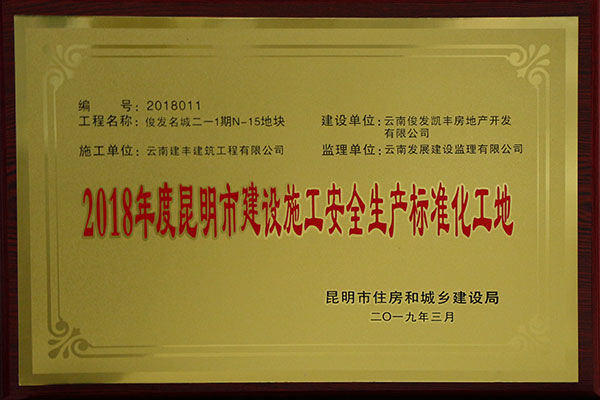 编　　号：2018011
工程名称：俊发名城二一1期N-15地块
建设单位：云南俊发凯丰房地产开发
有限公司
施工单位：云南建丰建筑工程有限公司
监理单位：云南发展建设监理有限公司
2018年度昆明市建设施工安全生产标准化工地
昆明市住房和城乡建设局
二〇一九年三月